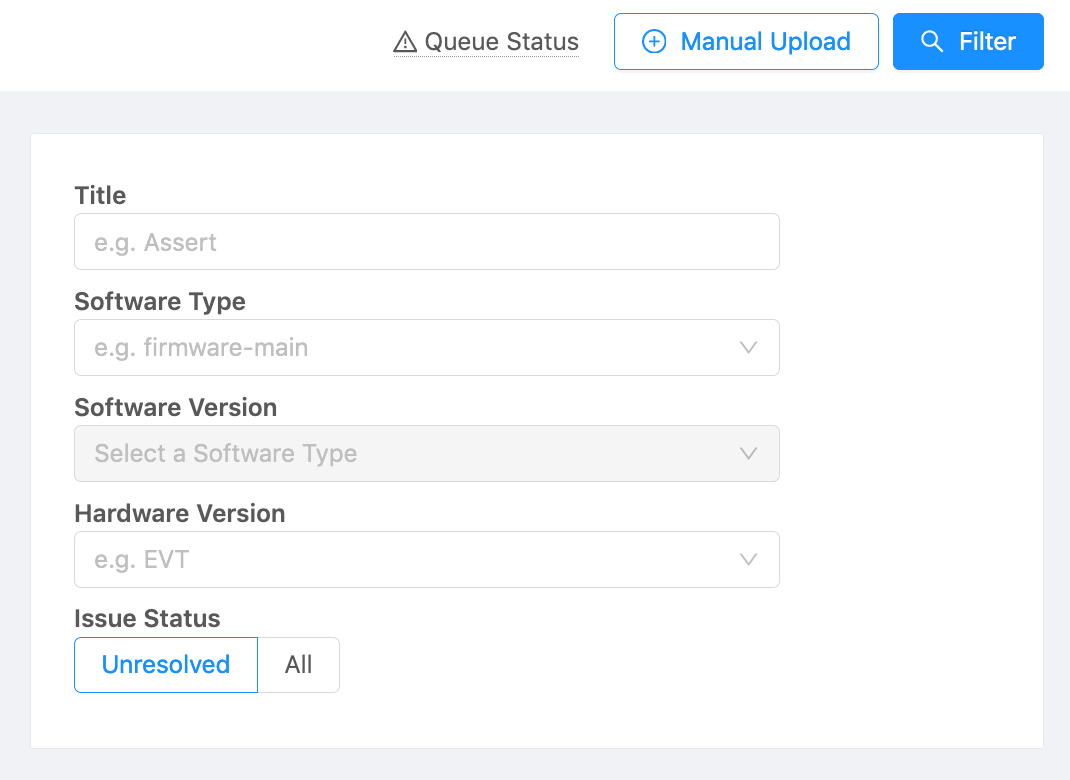 Queue Status
Manual Upload
Filter
Title
e.g. Assert
Software Type
e.g. firmware-main
Software Version
Select a Software Type
Hardware Version
e.g. EVT
Issue Status
Unresolved
All